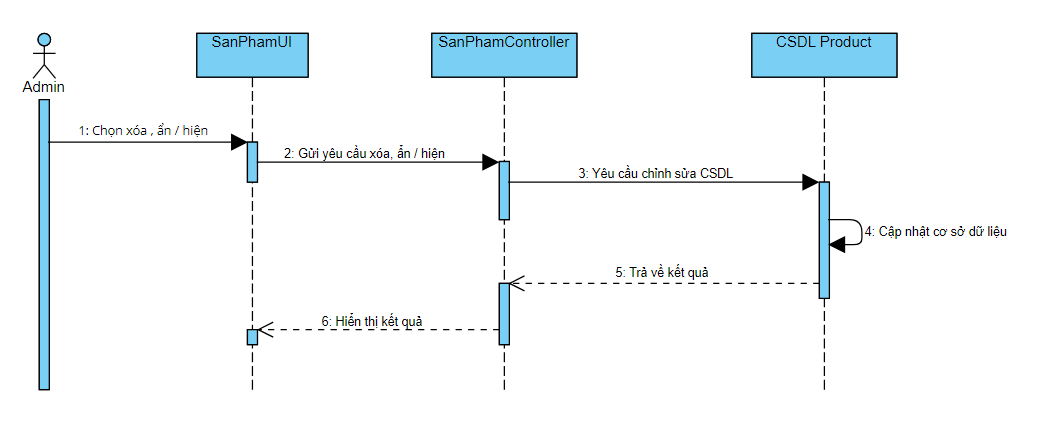 SanPhamUI
SanPhamController
CSDL Product
Admin
1: Chọn xóa , ẩn / hiện
2: Gửi yêu cầu xóa, ẩn / hiện
3: Yêu cầu chỉnh sửa CSDL
4: Cập nhật cơ sở dữ liệu
5: Trả về kết quả
6: Hiển thị kết quả